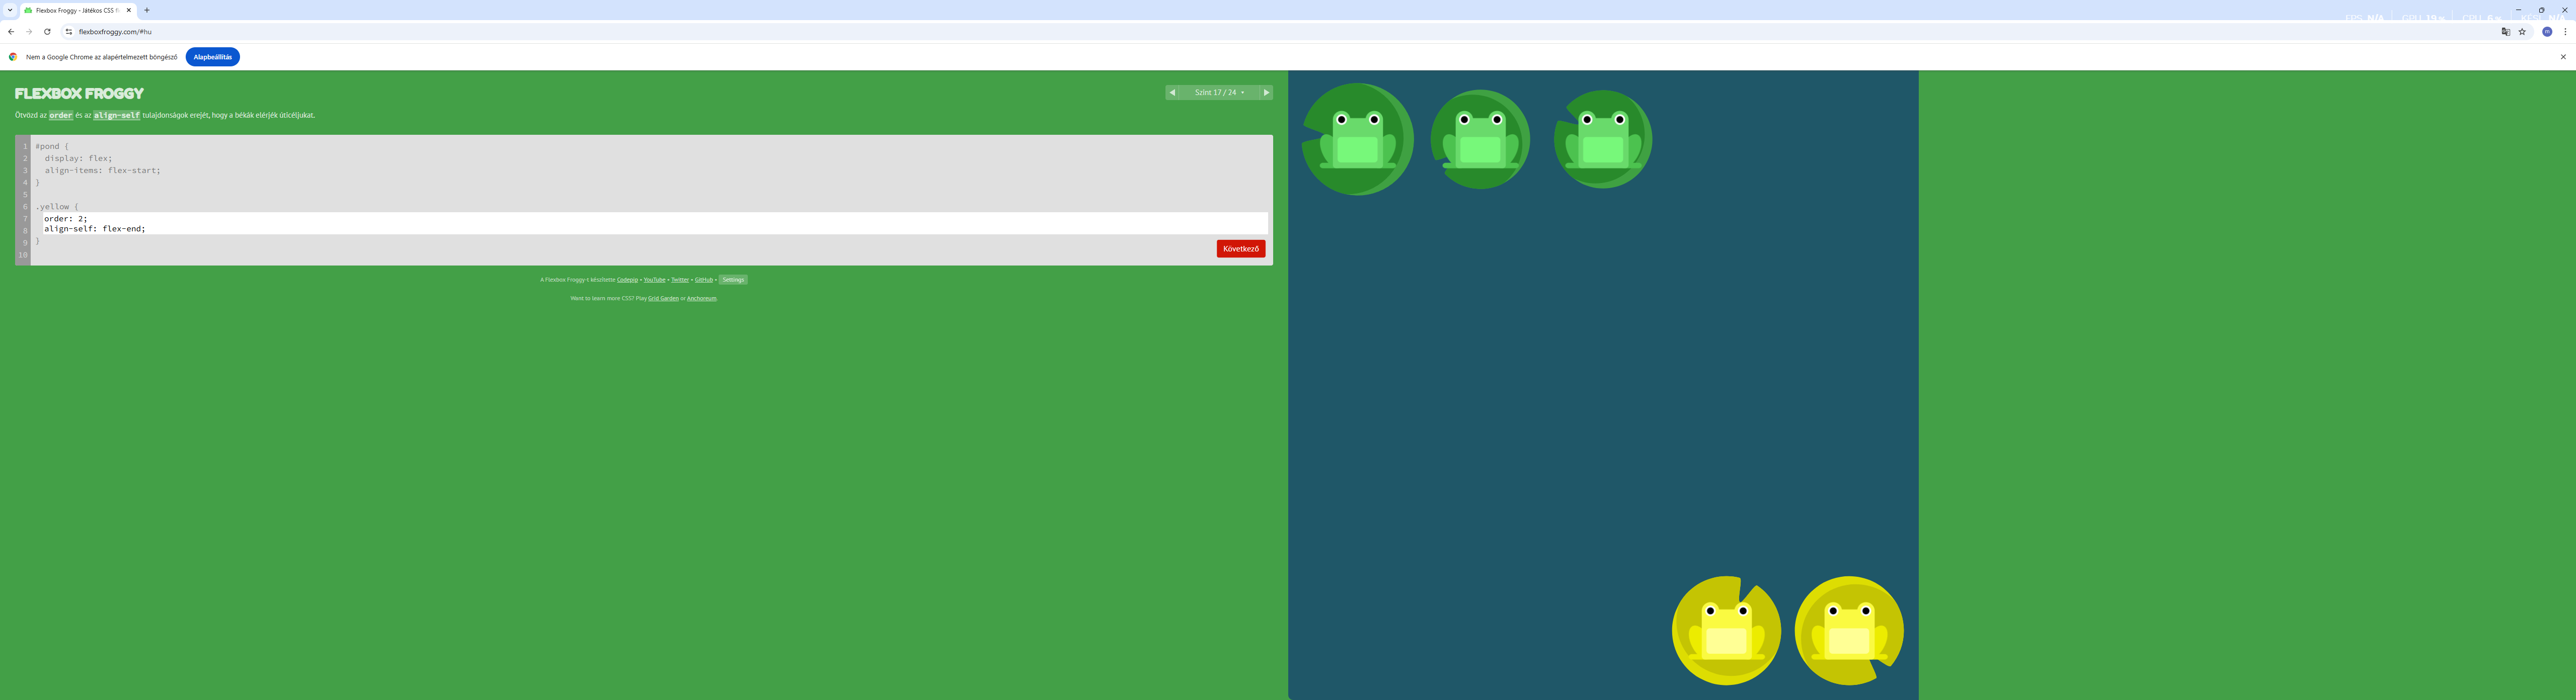 Flexbox Froggy - Játékos CSS f
flexboxfroggy.com/#hu
Nem a Google Chrome az alapértelmezett böngésző
Alapbeállítás
FLEXBOX FROGGY
Szint 17 / 24
Ötvözd az order és az align-self tulajdonságok erejét, hogy a békák elérjék úticéljukat.
1 #pond {
2 display: flex;
3 align-items: flex-start;
4 }
5
6 .yellow {
7 order: 2;
8 align-self: flex-end;
9 }
10
Következő
A Flexbox Froggy-t készítette Codepip • YouTube • Twitter • GitHub • Settings
Want to learn more CSS? Play Grid Garden or Anchoreum.